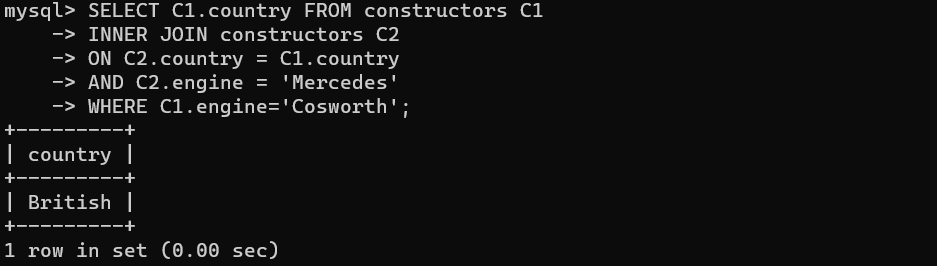 mysql> SELECT C1.country FROM constructors C1
    -> INNER JOIN constructors C2
    -> ON C2.country = C1.country
    -> AND C2.engine = 'Mercedes'
    -> WHERE C1.engine='Cosworth';
+---------+
| country |
+---------+
| British |
+---------+
1 row in set (0.00 sec)